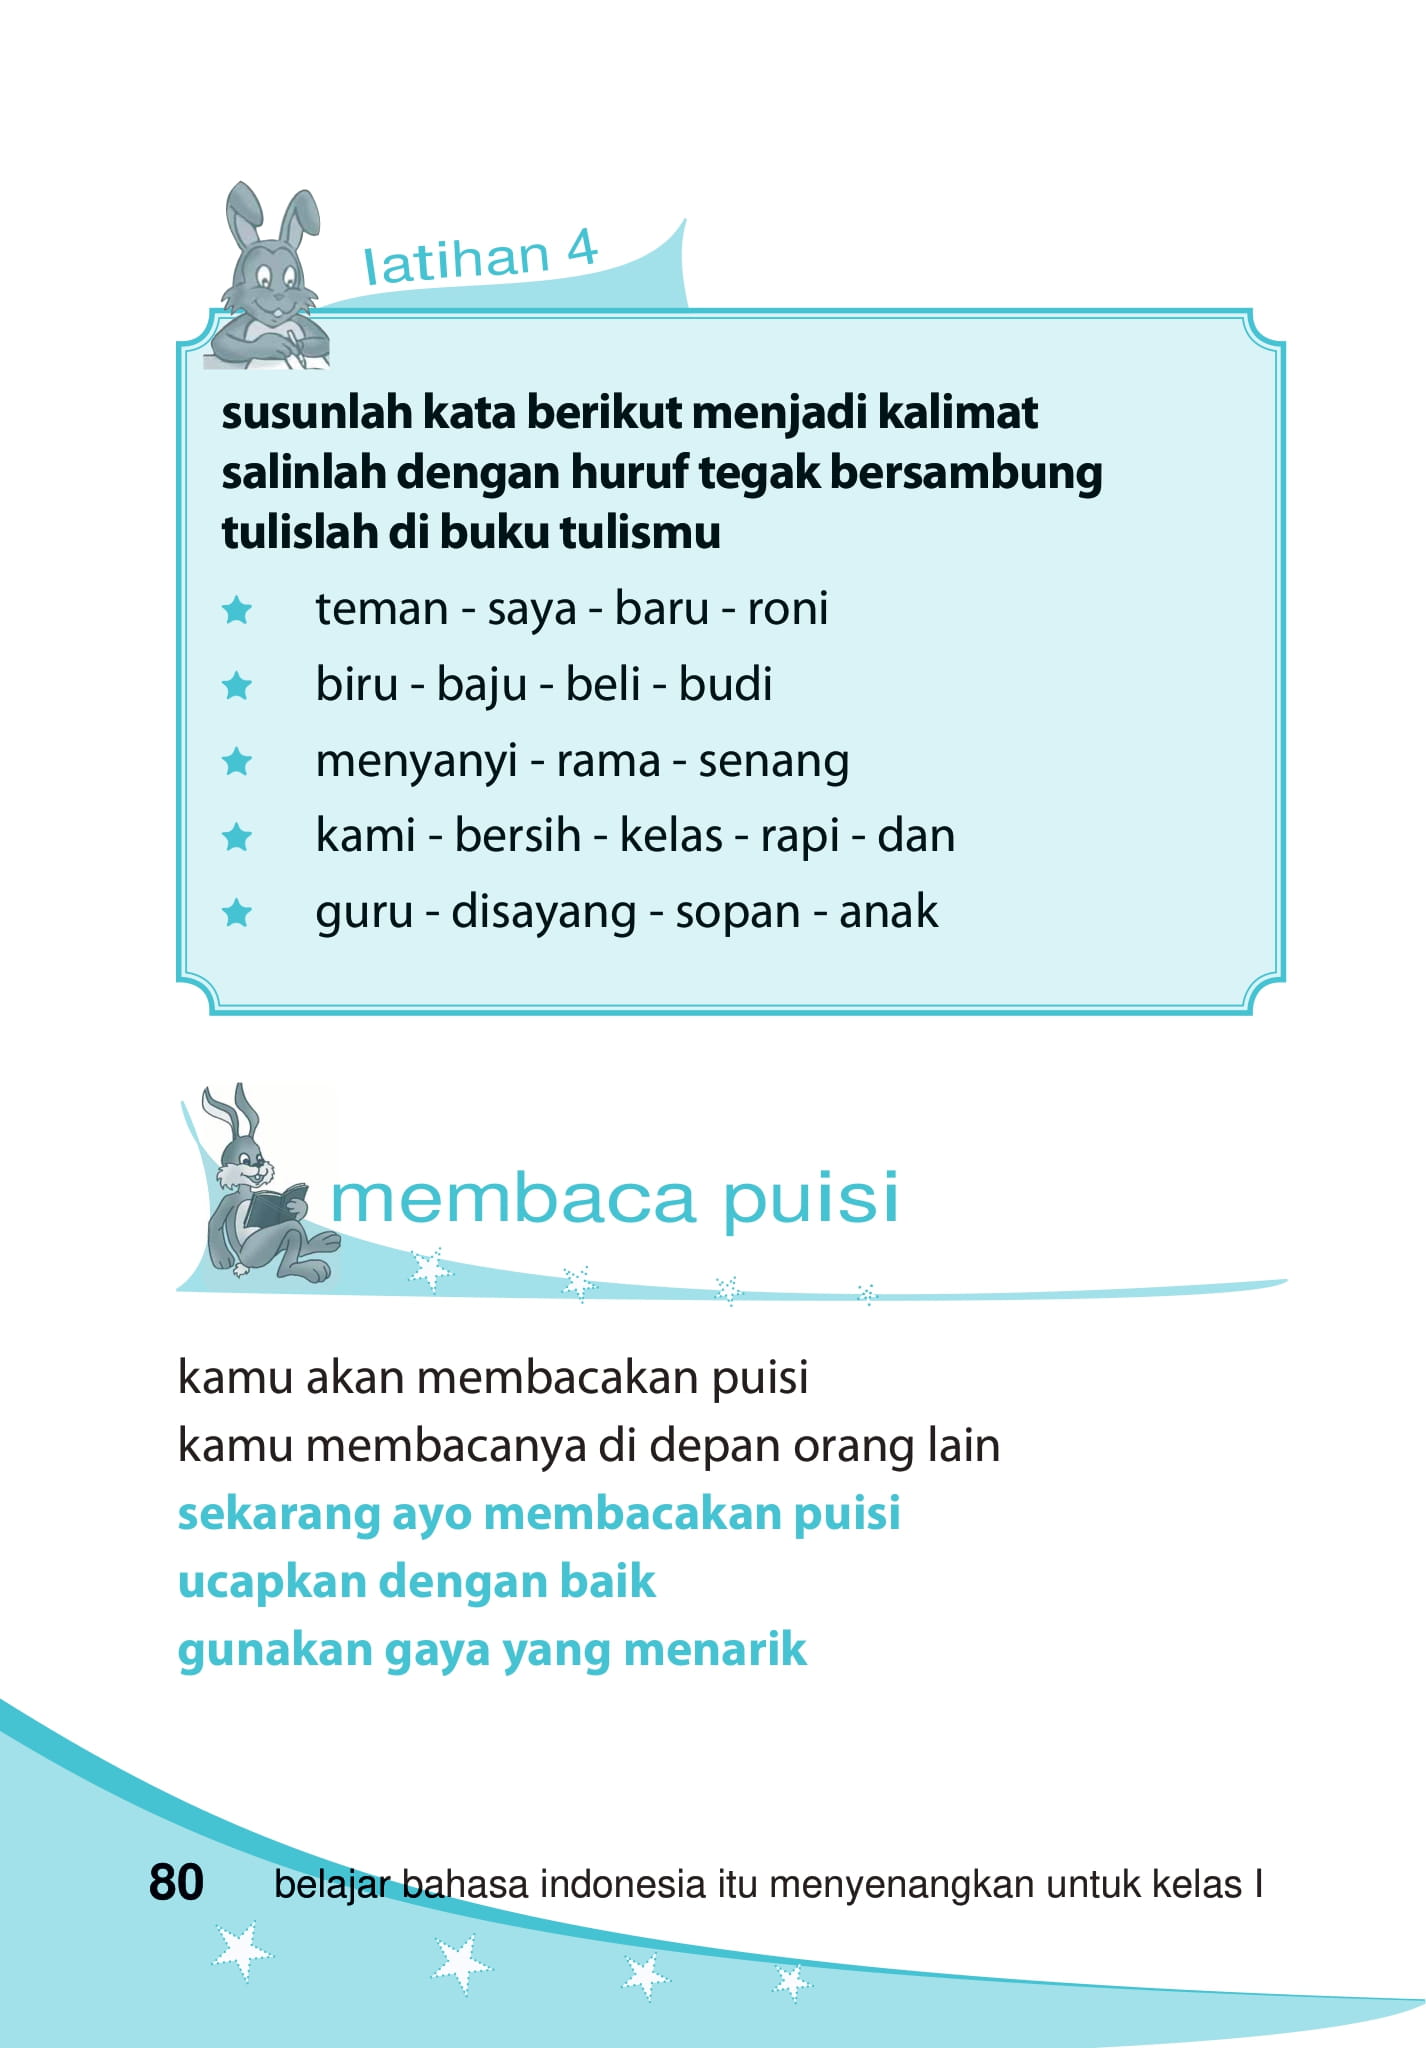 latihan 4
susunlah kata berikut menjadi kalimat
salinlah dengan huruf tegak bersambung
tulislah di buku tulismu
teman - saya - baru - roni
biru - baju - beli - budi
menyanyi - rama - senang
kami - bersih - kelas - rapi - dan
guru - disayang - sopan - anak
membaca puisi
kamu akan membacakan puisi
kamu membacanya di depan orang lain
sekarang ayo membacakan puisi
ucapkan dengan baik
gunakan gaya yang menarik
80 belajar bahasa indonesia itu menyenangkan untuk kelas I